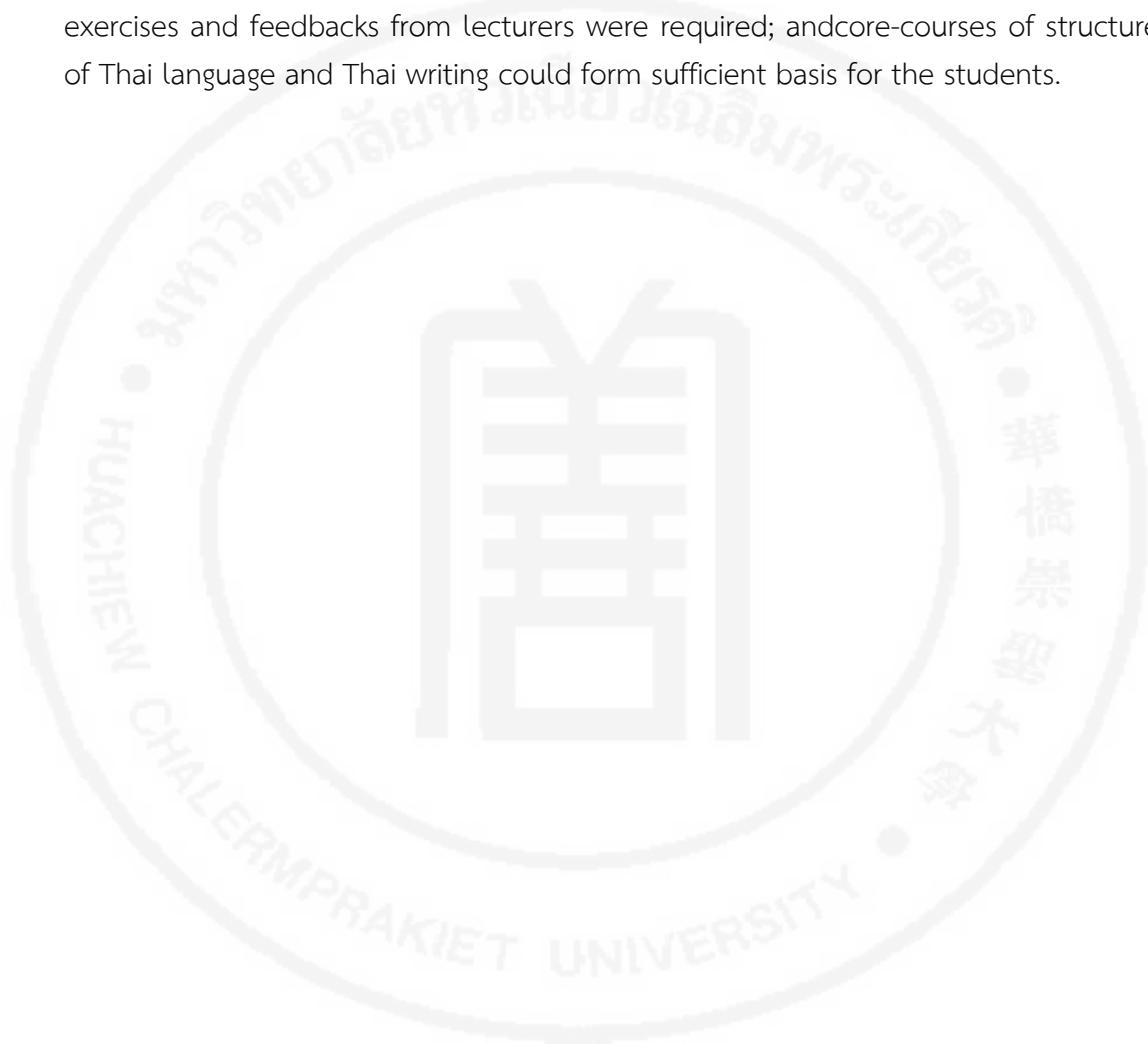 exercises and feedbacks from lecturers were required; andcore-courses of structure
of Thai language and Thai writing could form sufficient basis for the students.
มหาวิทยาลัยหัวเฉียวเฉลิมพระเกียรติ
HUACHIEW CHALERMPRAKIET UNIVERSITY
華僑崇聖大學